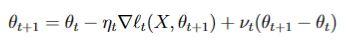 θ_{t+1} = θ_t − η_t∇ℓ_t(X, θ_{t+1}) + ν_t(θ_{t+1} − θ_t)